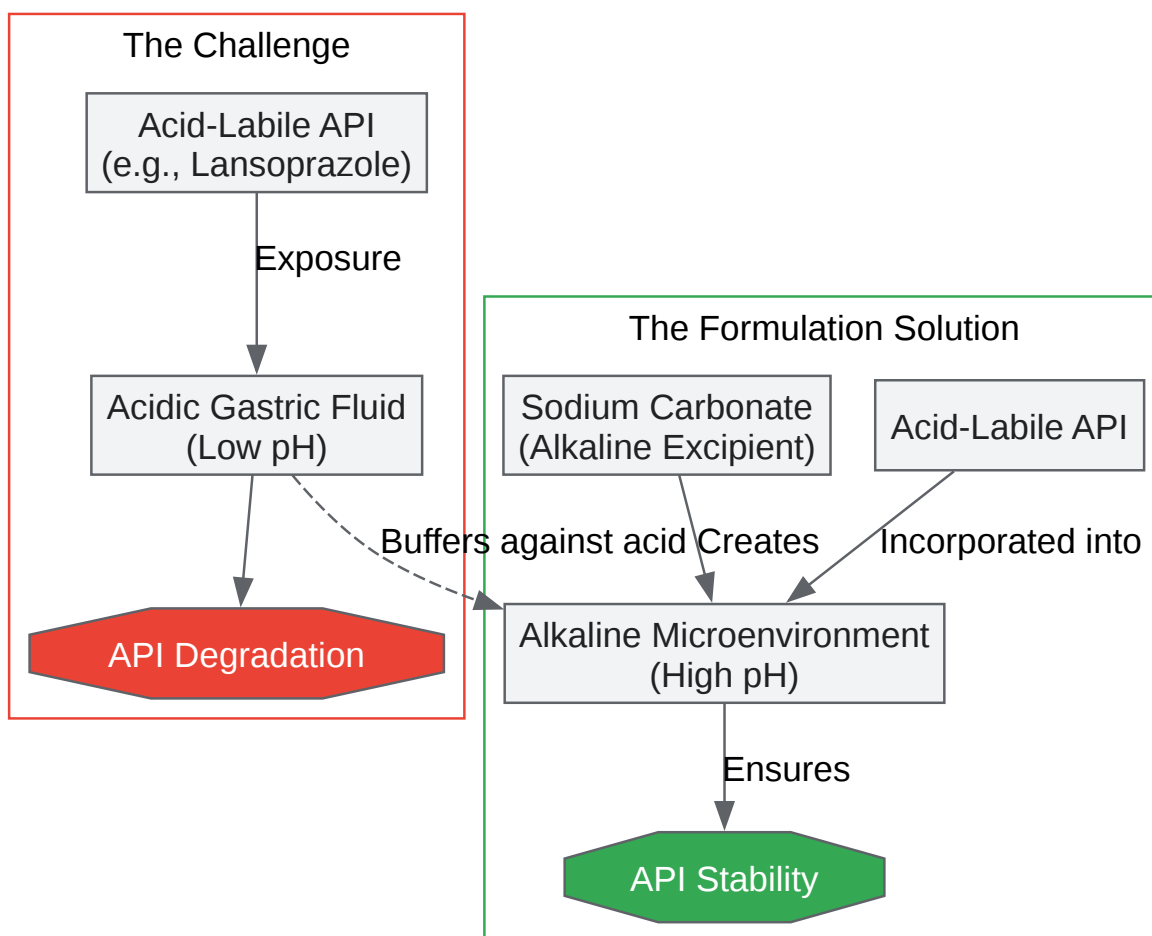 The Challenge
Acid-Labile API
(e.g., Lansoprazole)
Exposure
Acidic Gastric Fluid
(Low pH)
API Degradation
The Formulation Solution
Sodium Carbonate
(Alkaline Excipient)
Acid-Labile API
Buffers against acid
Creates
Incorporated into
Alkaline Microenvironment
(High pH)
Ensures
API Stability